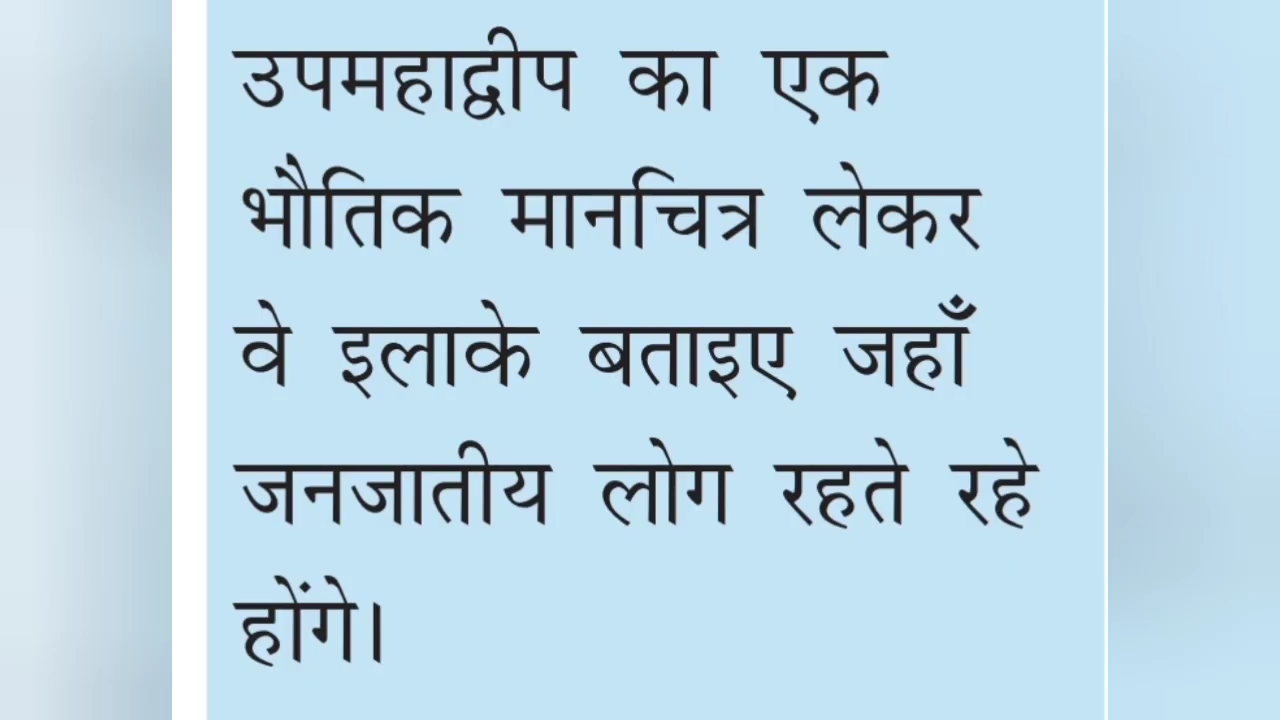 उपमहाद्वीप का एक
भौतिक मानचित्र लेकर
वे इलाके बताइए जहाँ
जनजातीय लोग रहते रहे
होंगे।